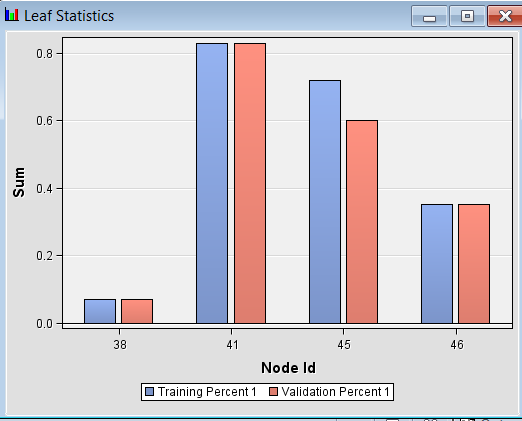 Leaf Statistics
0.8
0.6
0.4
0.2
0.0
Sum
38 41 45 46
Node Id
Training Percent 1 Validation Percent 1